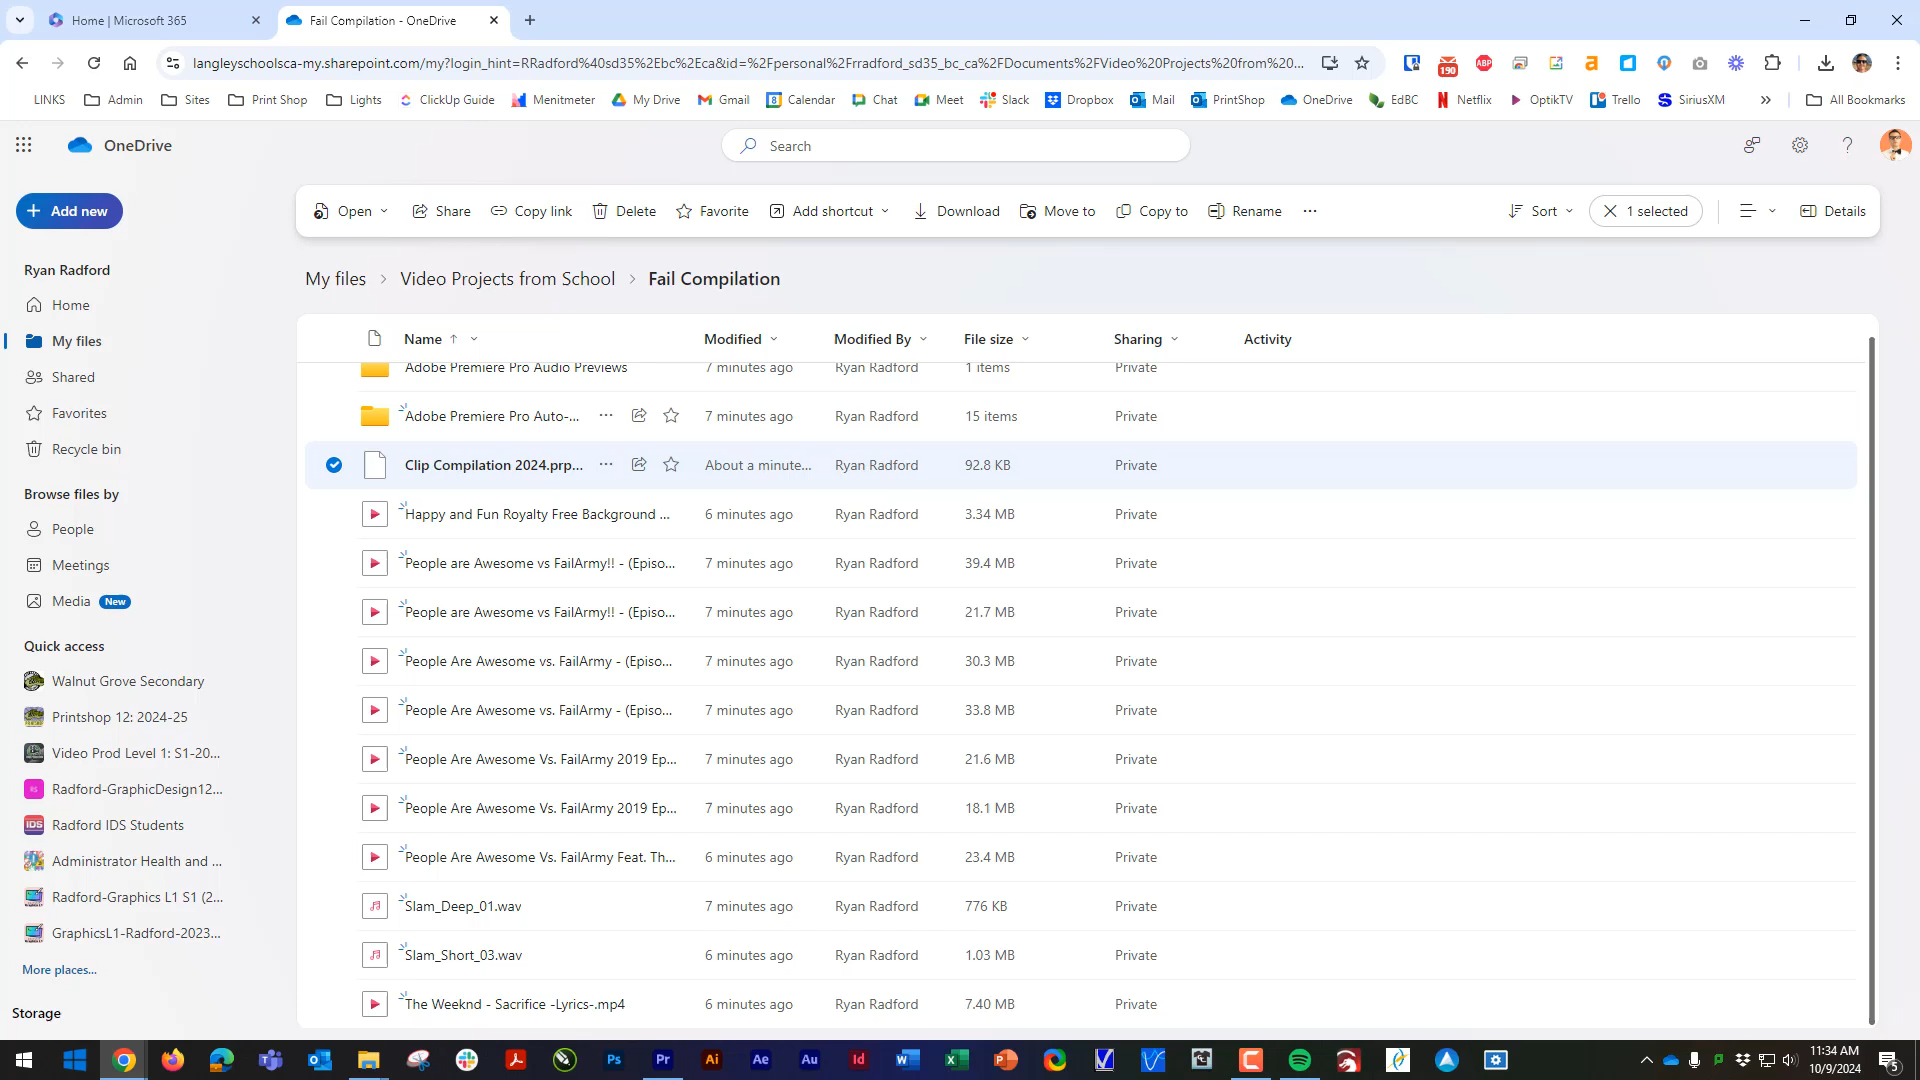 Home | Microsoft 365
Fail Compilation - OneDrive
langleyschoolsca-my.sharepoint.com/my?login_hint=RRadford%40sd35%2Ebc%2Eca&id=%2Fpersonal%2Frradford_sd35_bc_ca%2FDocuments%2FVideo%20Projects%20from%20...
190
ABP
LINKS Admin Sites Print Shop Lights ClickUp Guide Menitmeter My Drive Gmail Calendar Chat Meet Slack Dropbox Mail PrintShop OneDrive EdBC Netflix OptikTV Trello SiriusXM » All Bookmarks
OneDrive
Search
Add new
Open Share Copy link Delete Favorite Add shortcut Download Move to Copy to Rename ... Sort 1 selected Details
Ryan Radford
Home
My files
Shared
Favorites
Recycle bin
Browse files by
People
Meetings
Media New
Quick access
Walnut Grove Secondary
Printshop 12: 2024-25
Video Prod Level 1: S1-20...
Radford-GraphicDesign12...
IDS Radford IDS Students
Administrator Health and ...
Radford-Graphics L1 S1 (2...
GraphicsL1-Radford-2023...
More places...
Storage
My files > Video Projects from School > Fail Compilation
Name Modified Modified By File size Sharing Activity
Adobe Premiere Pro Audio Previews 7 minutes ago Ryan Radford 1 items Private
Adobe Premiere Pro Auto-... 7 minutes ago Ryan Radford 15 items Private
Clip Compilation 2024.prp... About a minute... Ryan Radford 92.8 KB Private
Happy and Fun Royalty Free Background ... 6 minutes ago Ryan Radford 3.34 MB Private
People are Awesome vs FailArmy!! - (Episo... 7 minutes ago Ryan Radford 39.4 MB Private
People are Awesome vs FailArmy!! - (Episo... 7 minutes ago Ryan Radford 21.7 MB Private
People Are Awesome vs. FailArmy - (Episo... 7 minutes ago Ryan Radford 30.3 MB Private
People Are Awesome vs. FailArmy - (Episo... 7 minutes ago Ryan Radford 33.8 MB Private
People Are Awesome Vs. FailArmy 2019 Ep... 7 minutes ago Ryan Radford 21.6 MB Private
People Are Awesome Vs. FailArmy 2019 Ep... 7 minutes ago Ryan Radford 18.1 MB Private
People Are Awesome Vs. FailArmy Feat. Th... 6 minutes ago Ryan Radford 23.4 MB Private
Slam_Deep_01.wav 7 minutes ago Ryan Radford 776 KB Private
Slam_Short_03.wav 6 minutes ago Ryan Radford 1.03 MB Private
The Weeknd - Sacrifice -Lyrics-.mp4 6 minutes ago Ryan Radford 7.40 MB Private
Ps Pr Ai Ae Au Id
11:34 AM
10/9/2024
5